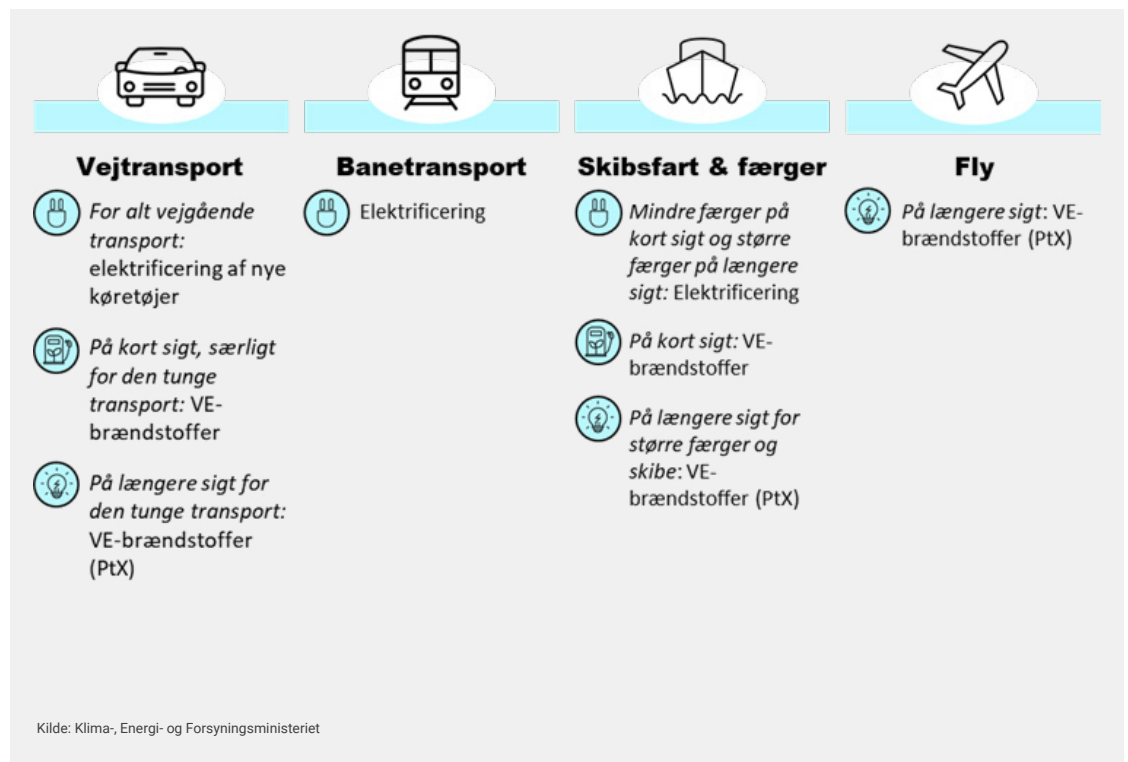 Vejtransport
For alt vejgående
transport:
elektrificering af nye
køretøjer
På kort sigt, særligt
for den tunge
transport: VE-
brændstoffer
På længere sigt for
den tunge transport:
VE-brændstoffer
(PtX)
Banetransport
Elektrificering
Skibsfart & færger
Mindre færger på
kort sigt og større
færger på længere
sigt: Elektrificering
På kort sigt: VE-
brændstoffer
På længere sigt for
større færger og
skibe: VE-
brændstoffer (PtX)
Fly
På længere sigt: VE-
brændstoffer (PtX)
Kilde: Klima-, Energi- og Forsyningsministeriet